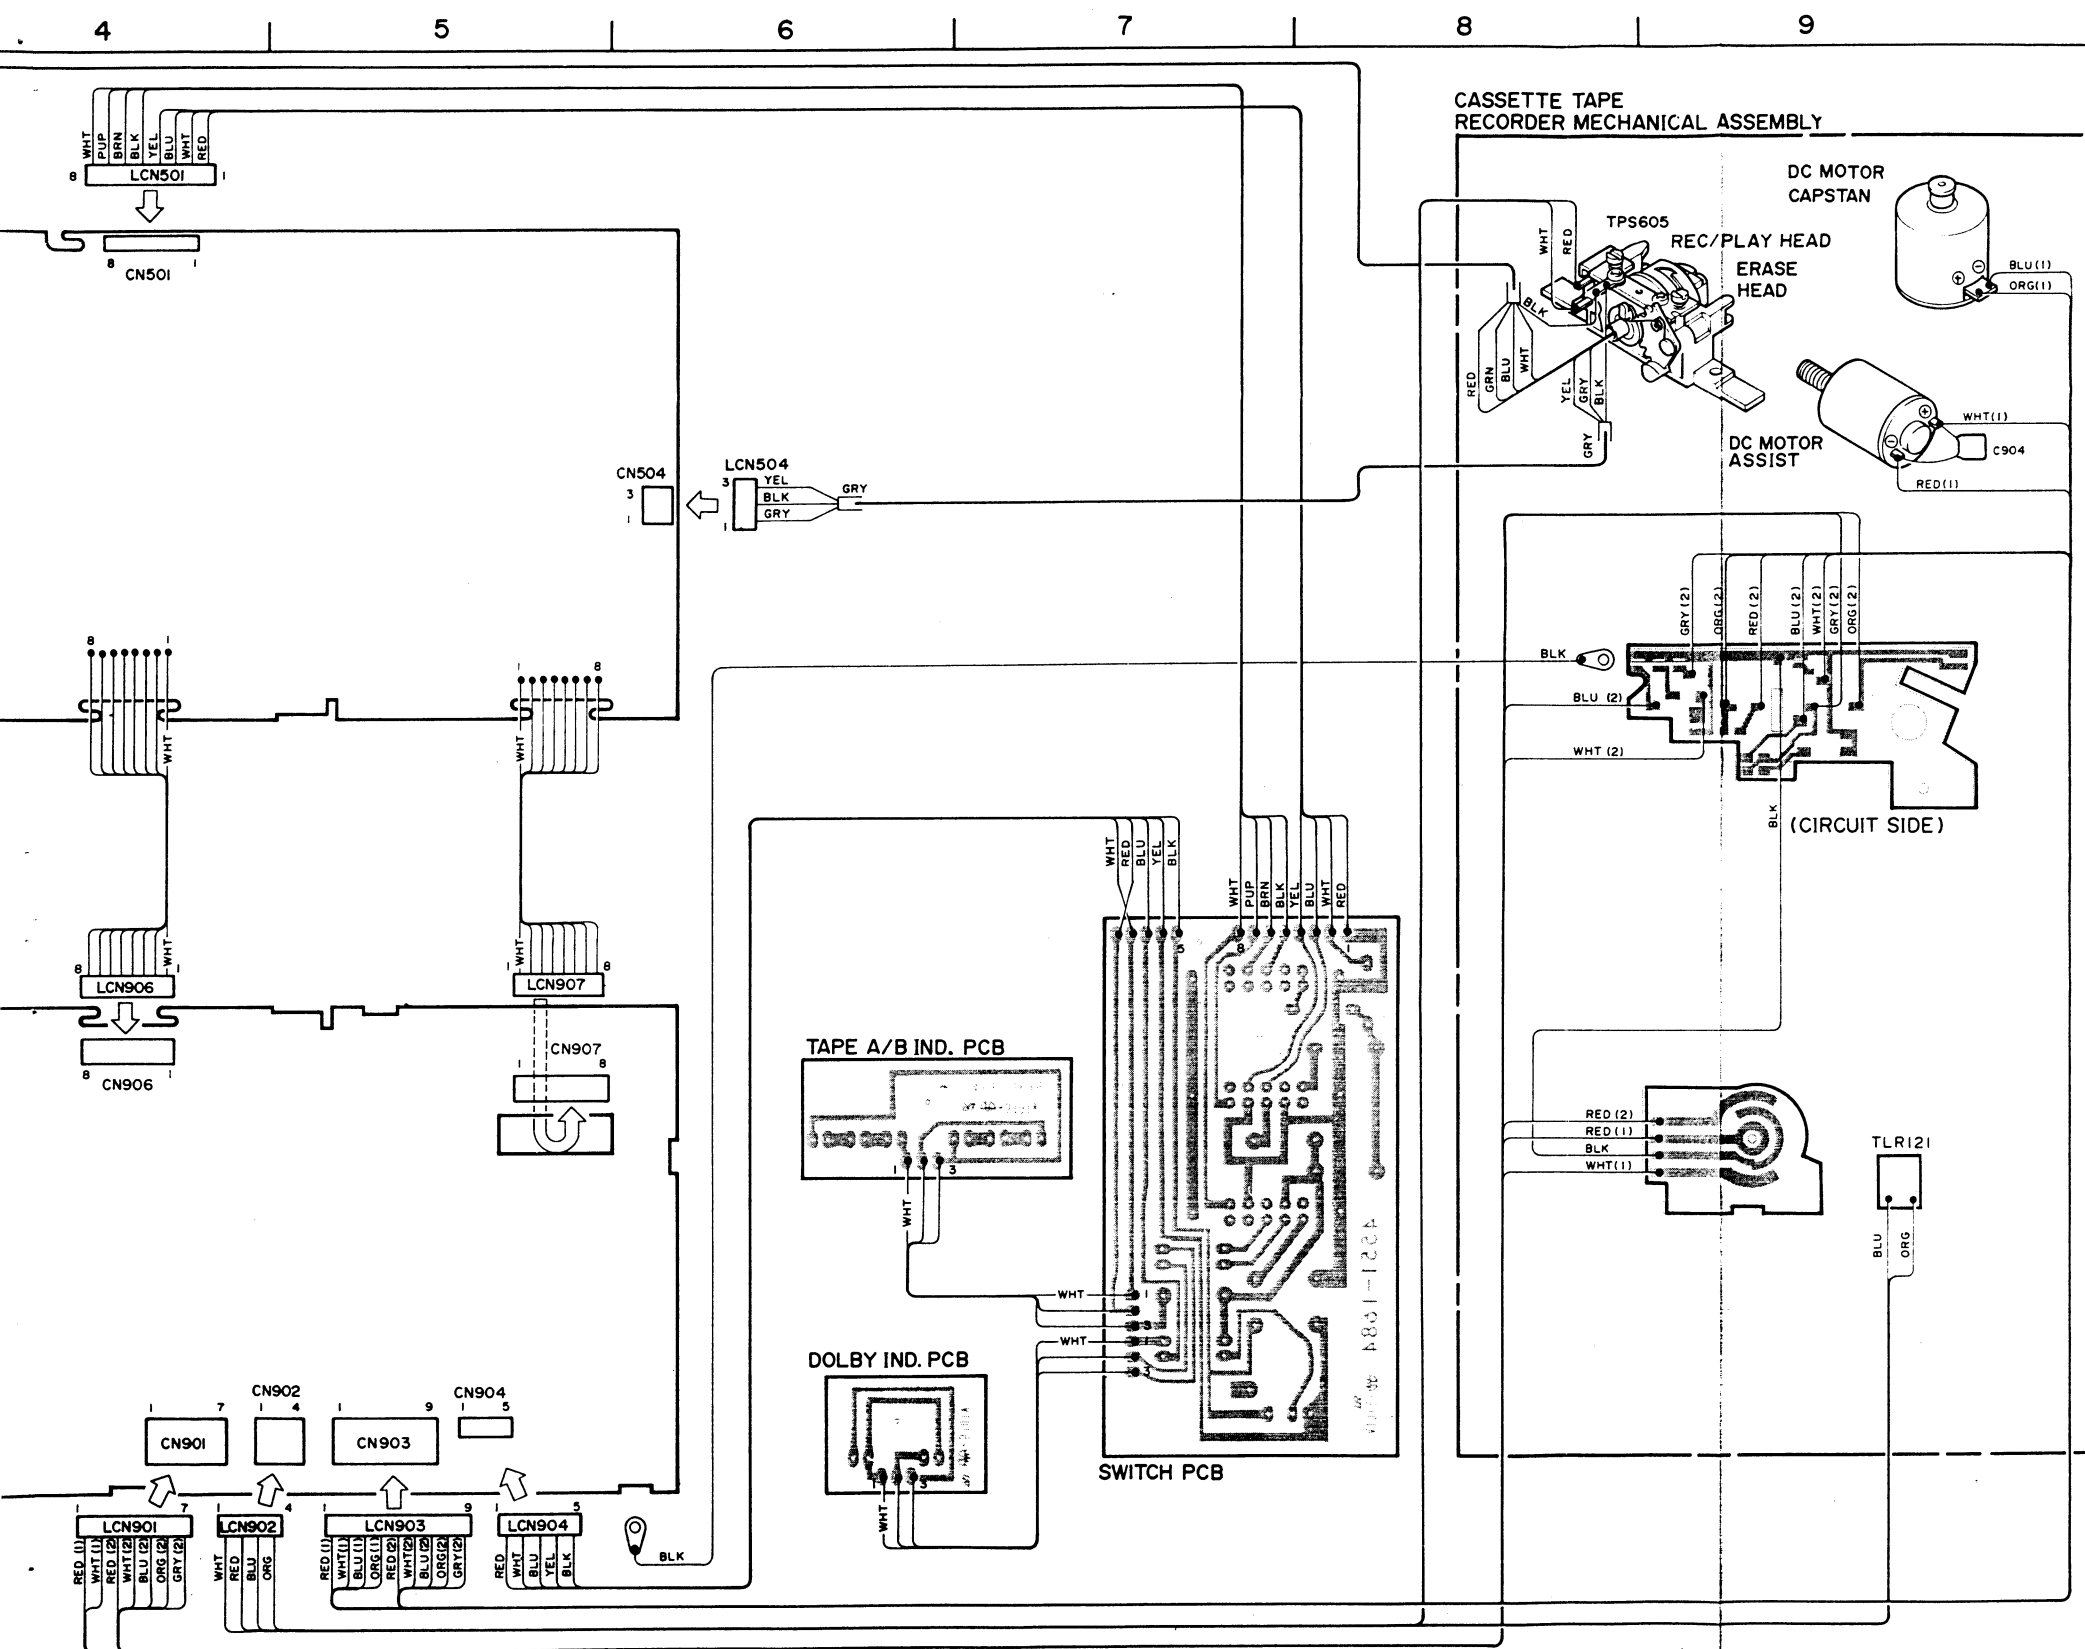 4 5 6 7 8 9
CASSETTE TAPE
RECORDER MECHANICAL ASSEMBLY
WHT PUP BRN BLK YEL BLU WHT RED
8 LCN501 1
8 1
CN501
DC MOTOR
CAPSTAN
TPS605
REC/PLAY HEAD
ERASE
HEAD
WHT RED
BLK
BLU(1)
ORG(1)
RED GRN BLU WHT
YEL GRY BLK
GRY
WHT(1)
C904
RED(1)
DC MOTOR
ASSIST
CN504
3
1
LCN504
3
1
YEL
BLK
GRY
GRY
GRY(2) ORG(2) RED(2) BLU(2) WHT(2) GRY(2) ORG(2)
BLK
BLU (2)
WHT (2)
BLK
(CIRCUIT SIDE)
8 1
WHT
1 8
WHT
WHT RED BLU YEL BLK
WHT PUP BRN BLK YEL BLU WHT RED
5 8 1
WHT
8 1
LCN906
WHT
1 8
LCN907
8 1
CN906
CN907
1 8
TAPE A/B IND. PCB
1 3
WHT
WHT 1
3
WHT
4551-1684
DOLBY IND. PCB
1 3
WHT
SWITCH PCB
RED (2)
RED (1)
BLK
WHT(1)
TLR121
BLU ORG
1 7
CN901
CN902
1 4
1 9
CN903
CN904
1 5
1 7
LCN901
RED (1) WHT (1) RED (2) WHT(2) BLU (2) ORG (2) GRY (2)
4
LCN902
WHT RED BLU ORG
1 9
LCN903
RED (1) WHT(1) BLU (1) ORG (1) RED (2) WHT(2) BLU(2) ORG(2) GRY(2)
1 5
LCN904
RED WHT BLU YEL BLK
BLK